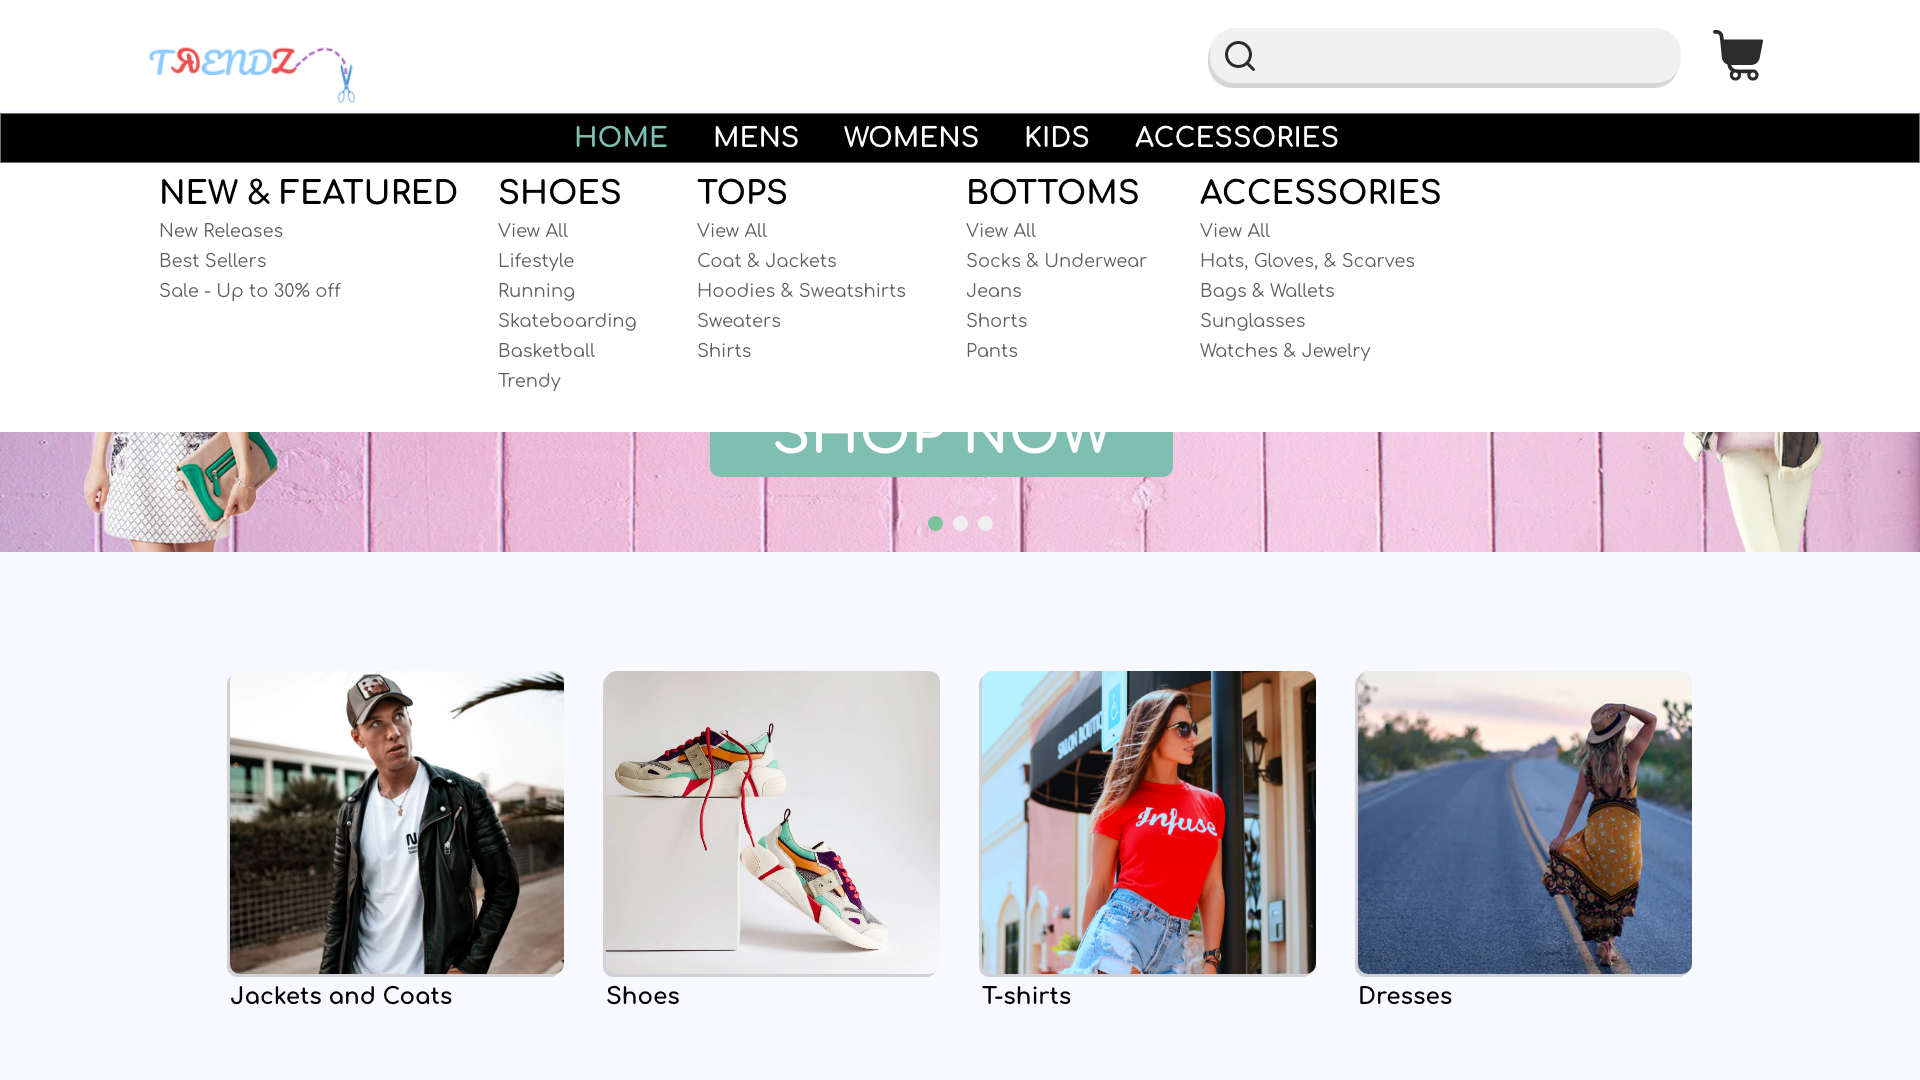 TRENDZ
HOME MENS WOMENS KIDS ACCESSORIES
NEW & FEATURED
New Releases
Best Sellers
Sale - Up to 30% off
SHOES
View All
Lifestyle
Running
Skateboarding
Basketball
Trendy
TOPS
View All
Coat & Jackets
Hoodies & Sweatshirts
Sweaters
Shirts
BOTTOMS
View All
Socks & Underwear
Jeans
Shorts
Pants
ACCESSORIES
View All
Hats, Gloves, & Scarves
Bags & Wallets
Sunglasses
Watches & Jewelry
SHOP NOW
SALON BOUTIQ
Infuse
Jackets and Coats
Shoes
T-shirts
Dresses